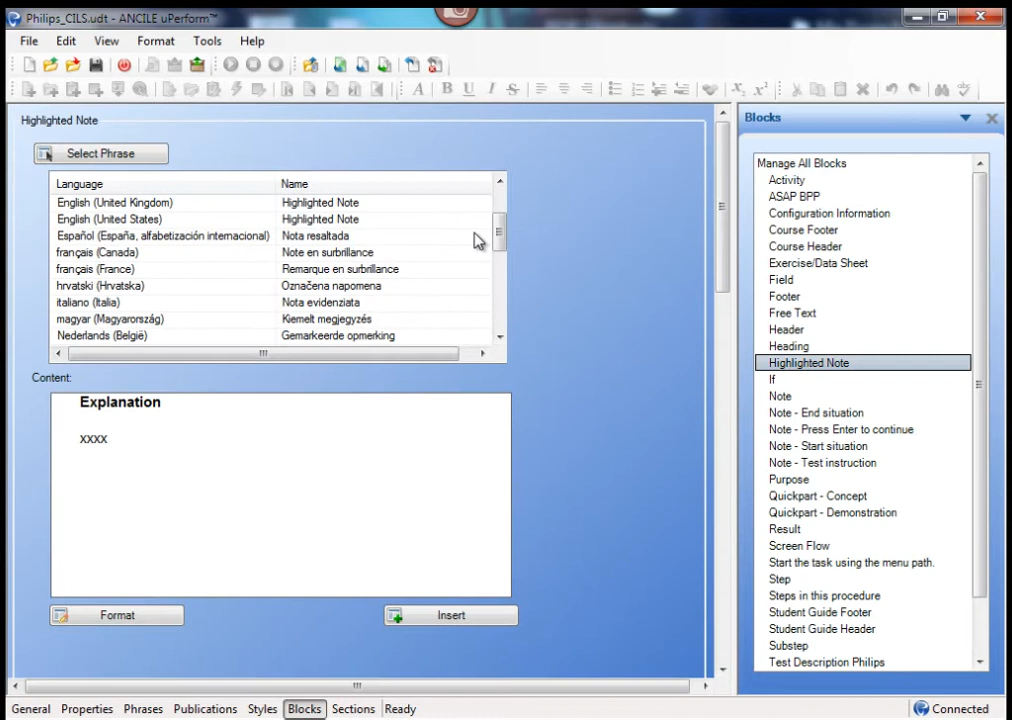 Philips_CILS.udt - ANCILE uPerform™
File Edit View Format Tools Help
Highlighted Note
Select Phrase
Language Name
English (United Kingdom) Highlighted Note
English (United States) Highlighted Note
Español (España, alfabetización internacional) Nota resaltada
français (Canada) Note en surbrillance
français (France) Remarque en surbrillance
hrvatski (Hrvatska) Označena napomena
italiano (Italia) Nota evidenziata
magyar (Magyarország) Kiemelt megjegyzés
Nederlands (België) Gemarkeerde opmerking
Content:
Explanation
xxxx
Format Insert
Blocks
Manage All Blocks
Activity
ASAP BPP
Configuration Information
Course Footer
Course Header
Exercise/Data Sheet
Field
Footer
Free Text
Header
Heading
Highlighted Note
If
Note
Note - End situation
Note - Press Enter to continue
Note - Start situation
Note - Test instruction
Purpose
Quickpart - Concept
Quickpart - Demonstration
Result
Screen Flow
Start the task using the menu path.
Step
Steps in this procedure
Student Guide Footer
Student Guide Header
Substep
Test Description Philips
General Properties Phrases Publications Styles Blocks Sections Ready Connected